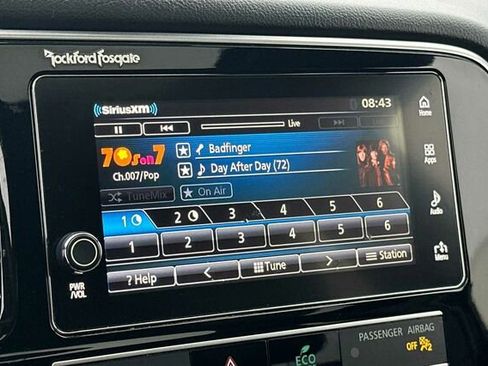 Rockford Fosgate
SiriusXM
08:43
Home
Live
70s on 7
Badfinger
Day After Day (72)
Ch.007/Pop
Apps
TuneMix
On Air
1 2 3 4 5 6
Audio
1 2 3 4 5 6
PWR
/VOL
? Help
Tune
Station
Menu
PASSENGER AIRBAG
OFF 2
ECO